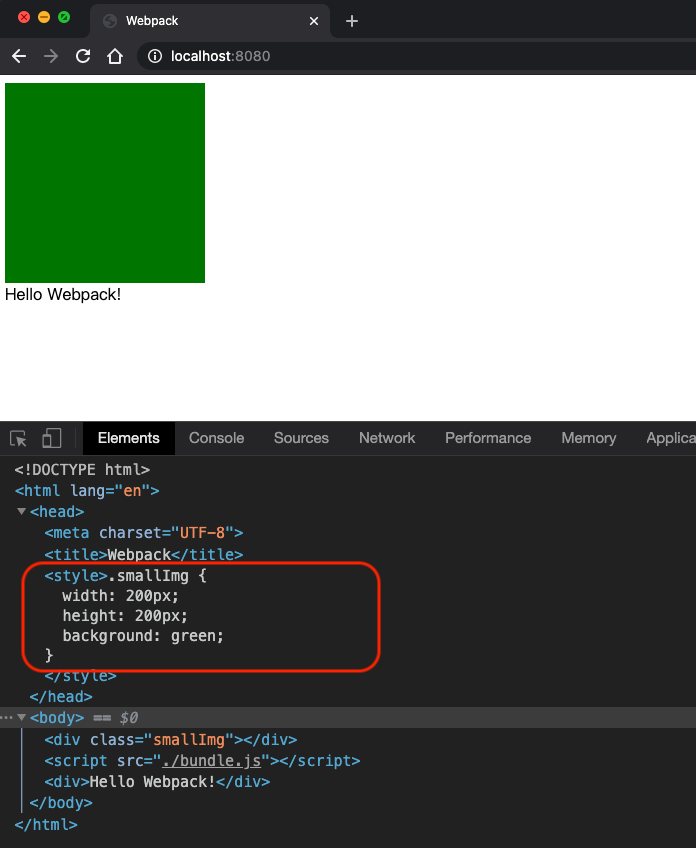 Webpack
localhost:8080
Hello Webpack!
Elements Console Sources Network Performance Memory Applica
<!DOCTYPE html>
<html lang="en">
<head>
<meta charset="UTF-8">
<title>Webpack</title>
<style>.smallImg {
width: 200px;
height: 200px;
background: green;
}
</style>
</head>
<body> == $0
<div class="smallImg"></div>
<script src="./bundle.js"></script>
<div>Hello Webpack!</div>
</body>
</html>